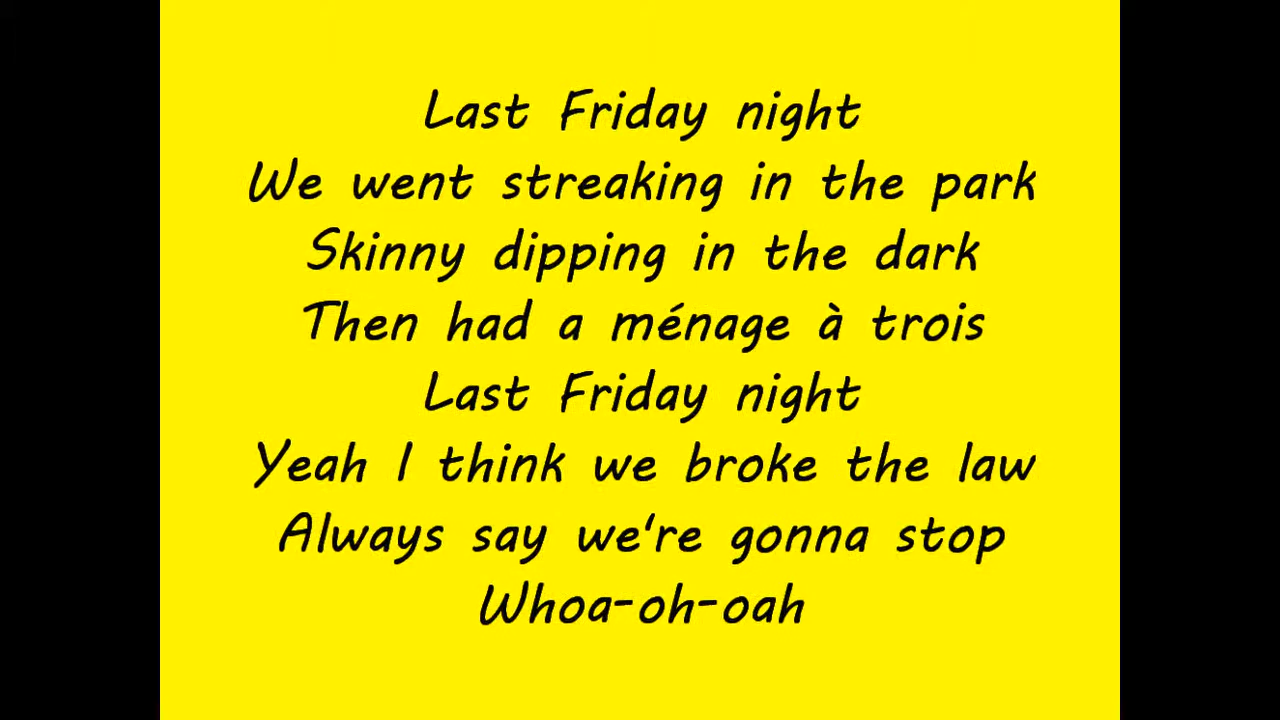 Last Friday night
We went streaking in the park
Skinny dipping in the dark
Then had a ménage à trois
Last Friday night
Yeah I think we broke the law
Always say we're gonna stop
Whoa-oh-oah